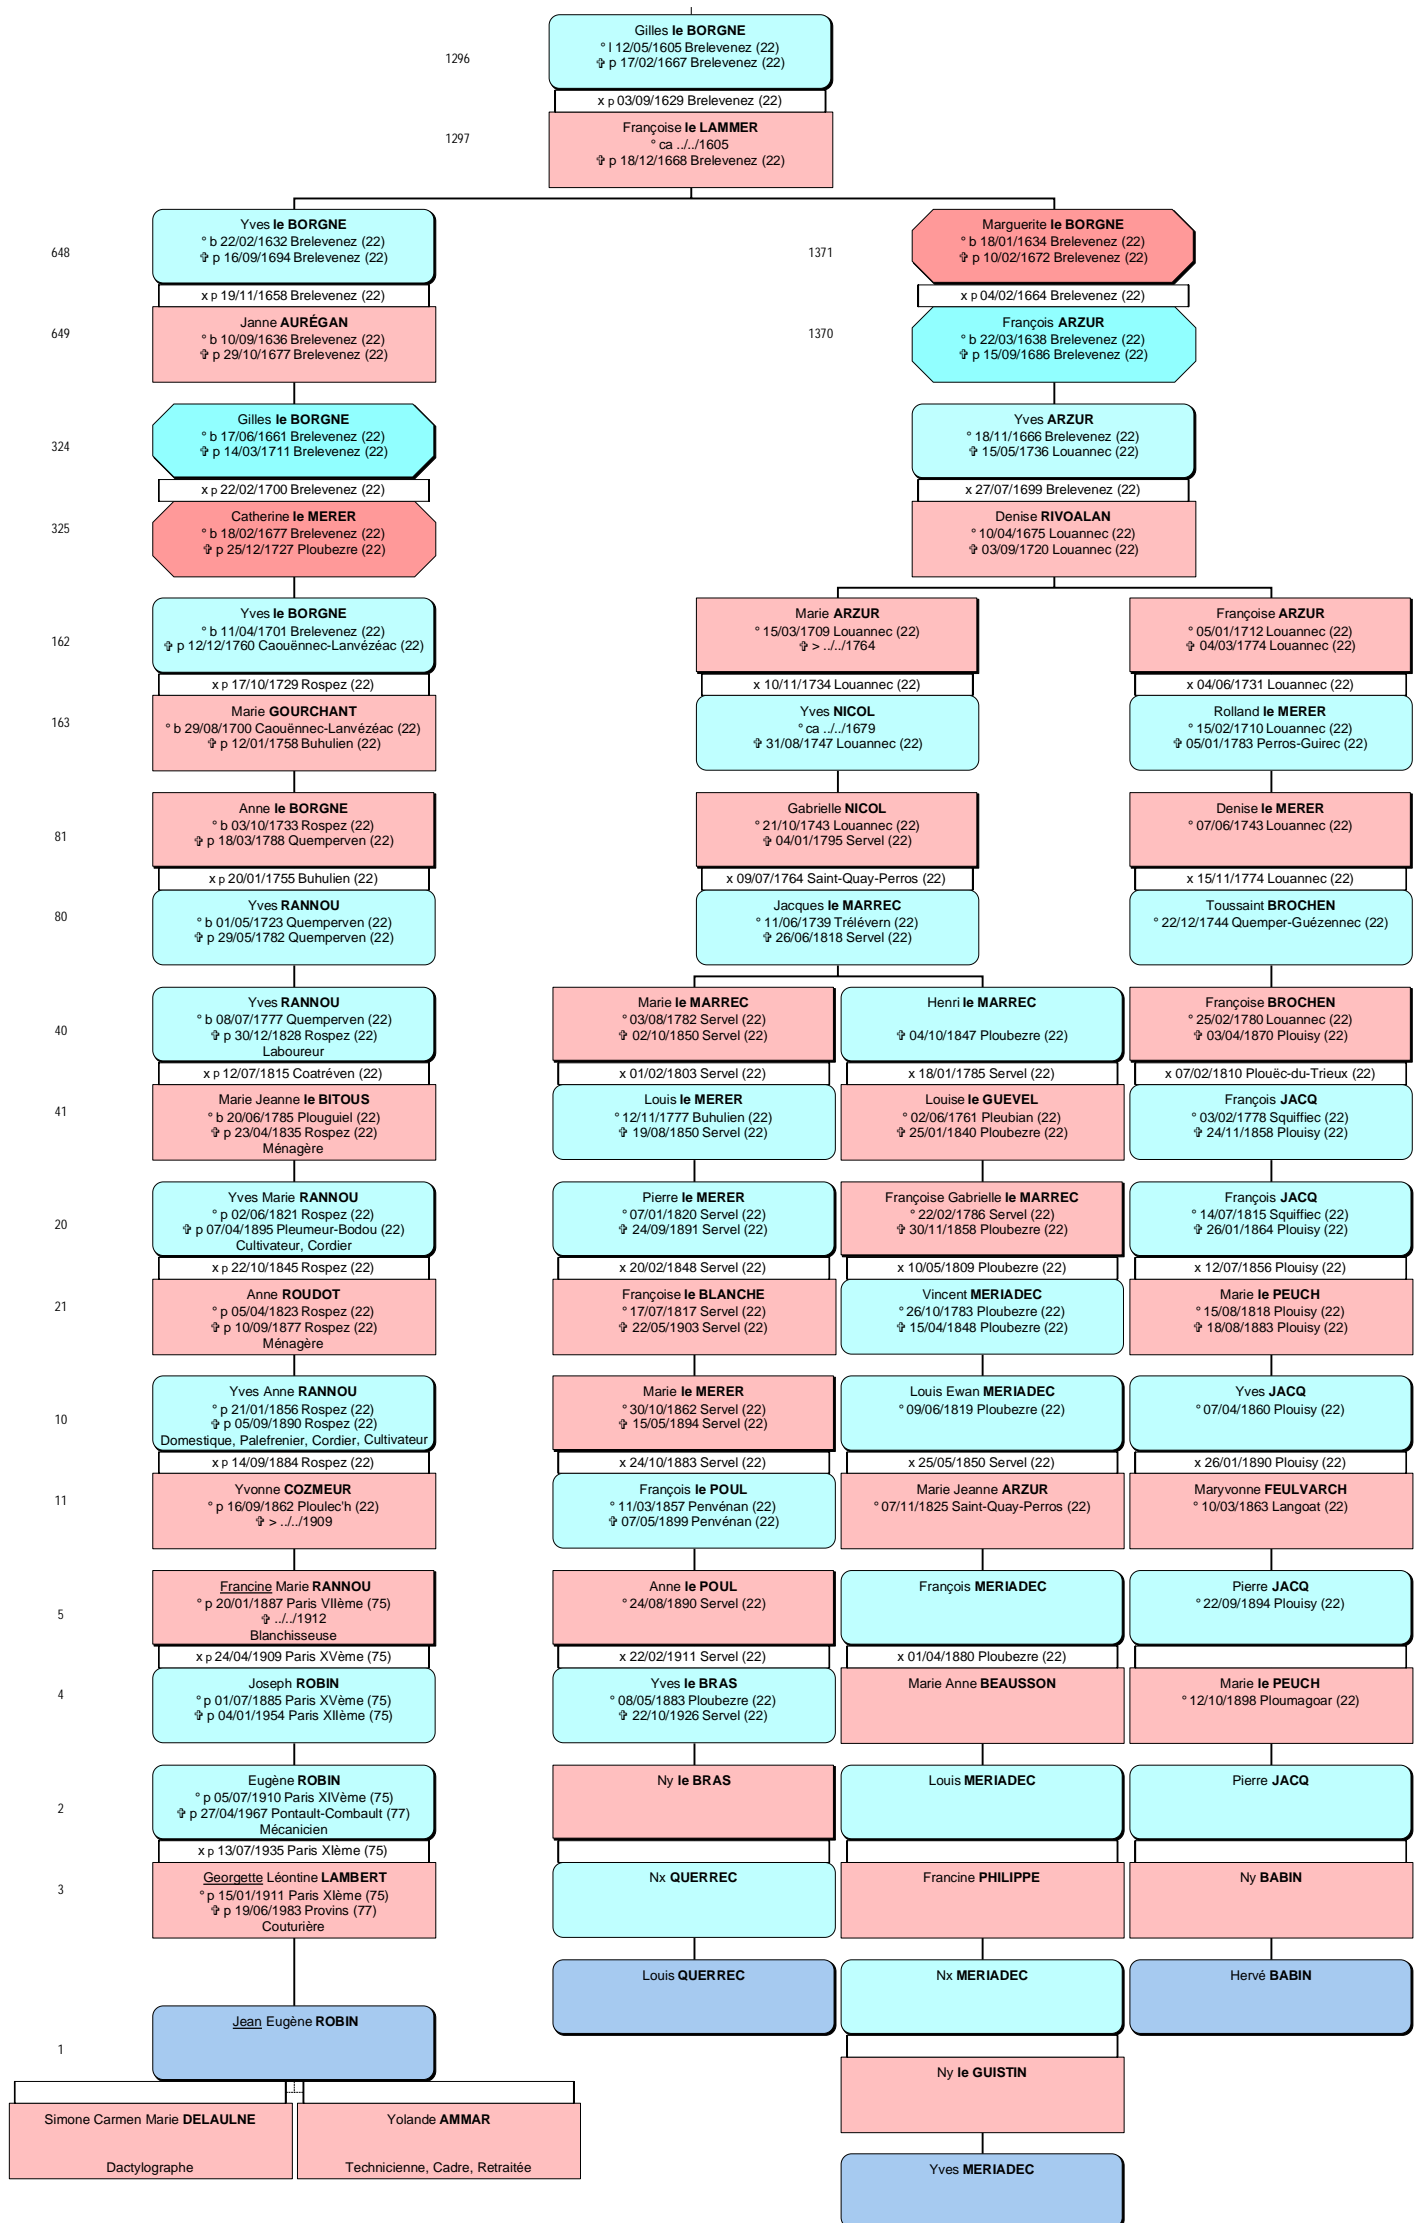 Gilles le BORGNE
° l 12/05/1605 Brelevenez (22)
✞ p 17/02/1667 Brelevenez (22)
1296
x p 03/09/1629 Brelevenez (22)
Françoise le LAMMER
° ca ../../1605
✞ p 18/12/1668 Brelevenez (22)
1297
Yves le BORGNE
° b 22/02/1632 Brelevenez (22)
✞ p 16/09/1694 Brelevenez (22)
648
x p 19/11/1658 Brelevenez (22)
Janne AURÉGAN
° b 10/09/1636 Brelevenez (22)
✞ p 29/10/1677 Brelevenez (22)
649
Marguerite le BORGNE
° b 18/01/1634 Brelevenez (22)
✞ p 10/02/1672 Brelevenez (22)
1371
x p 04/02/1664 Brelevenez (22)
François ARZUR
° b 22/03/1638 Brelevenez (22)
✞ p 15/09/1686 Brelevenez (22)
1370
Gilles le BORGNE
° b 17/06/1661 Brelevenez (22)
✞ p 14/03/1711 Brelevenez (22)
324
x p 22/02/1700 Brelevenez (22)
Catherine le MERER
° b 18/02/1677 Brelevenez (22)
✞ p 25/12/1727 Ploubezre (22)
325
Yves ARZUR
° 18/11/1666 Brelevenez (22)
✞ 15/05/1736 Louannec (22)
x 27/07/1699 Brelevenez (22)
Denise RIVOALAN
° 10/04/1675 Louannec (22)
✞ 03/09/1720 Louannec (22)
Yves le BORGNE
° b 11/04/1701 Brelevenez (22)
✞ p 12/12/1760 Caouënnec-Lanvézéac (22)
162
x p 17/10/1729 Rospez (22)
Marie GOURCHANT
° b 29/08/1700 Caouënnec-Lanvézéac (22)
✞ p 12/01/1758 Buhulien (22)
163
Marie ARZUR
° 15/03/1709 Louannec (22)
✞ > ../../1764
x 10/11/1734 Louannec (22)
Yves NICOL
° ca ../../1679
✞ 31/08/1747 Louannec (22)
Françoise ARZUR
° 05/01/1712 Louannec (22)
✞ 04/03/1774 Louannec (22)
x 04/06/1731 Louannec (22)
Rolland le MERER
° 15/02/1710 Louannec (22)
✞ 05/01/1783 Perros-Guirec (22)
Anne le BORGNE
° b 03/10/1733 Rospez (22)
✞ p 18/03/1788 Quemperven (22)
81
x p 20/01/1755 Buhulien (22)
Yves RANNOU
° b 01/05/1723 Quemperven (22)
✞ p 29/05/1782 Quemperven (22)
80
Gabrielle NICOL
° 21/10/1743 Louannec (22)
✞ 04/01/1795 Servel (22)
x 09/07/1764 Saint-Quay-Perros (22)
Jacques le MARREC
° 11/06/1739 Trélévern (22)
✞ 26/06/1818 Servel (22)
Denise le MERER
° 07/06/1743 Louannec (22)
x 15/11/1774 Louannec (22)
Toussaint BROCHEN
° 22/12/1744 Quemper-Guézennec (22)
Yves RANNOU
° b 08/07/1777 Quemperven (22)
✞ p 30/12/1828 Rospez (22)
Laboureur
40
x p 12/07/1815 Coatréven (22)
Marie Jeanne le BITOUS
° b 20/06/1785 Plouguiel (22)
✞ p 23/04/1835 Rospez (22)
Ménagère
41
Marie le MARREC
° 03/08/1782 Servel (22)
✞ 02/10/1850 Servel (22)
x 01/02/1803 Servel (22)
Louis le MERER
° 12/11/1777 Buhulien (22)
✞ 19/08/1850 Servel (22)
Henri le MARREC
✞ 04/10/1847 Ploubezre (22)
x 18/01/1785 Servel (22)
Louise le GUEVEL
° 02/06/1761 Pleubian (22)
✞ 25/01/1840 Ploubezre (22)
Françoise BROCHEN
° 25/02/1780 Louannec (22)
✞ 03/04/1870 Plouisy (22)
x 07/02/1810 Plouëc-du-Trieux (22)
François JACQ
° 03/02/1778 Squiffiec (22)
✞ 24/11/1858 Plouisy (22)
Yves Marie RANNOU
° p 02/06/1821 Rospez (22)
✞ p 07/04/1895 Pleumeur-Bodou (22)
Cultivateur, Cordier
20
x p 22/10/1845 Rospez (22)
Anne ROUDOT
° p 05/04/1823 Rospez (22)
✞ p 10/09/1877 Rospez (22)
Ménagère
21
Pierre le MERER
° 07/01/1820 Servel (22)
✞ 24/09/1891 Servel (22)
x 20/02/1848 Servel (22)
Françoise le BLANCHE
° 17/07/1817 Servel (22)
✞ 22/05/1903 Servel (22)
Françoise Gabrielle le MARREC
° 22/02/1786 Servel (22)
✞ 30/11/1858 Ploubezre (22)
x 10/05/1809 Ploubezre (22)
Vincent MERIADEC
° 26/10/1783 Ploubezre (22)
✞ 15/04/1848 Ploubezre (22)
François JACQ
° 14/07/1815 Squiffiec (22)
✞ 26/01/1864 Plouisy (22)
x 12/07/1856 Plouisy (22)
Marie le PEUCH
° 15/08/1818 Plouisy (22)
✞ 18/08/1883 Plouisy (22)
Yves Anne RANNOU
° p 21/01/1856 Rospez (22)
✞ p 05/09/1890 Rospez (22)
Domestique, Palefrenier, Cordier, Cultivateur
10
x p 14/09/1884 Rospez (22)
Yvonne COZMEUR
° p 16/09/1862 Ploulec'h (22)
✞ > ../../1909
11
Marie le MERER
° 30/10/1862 Servel (22)
✞ 15/05/1894 Servel (22)
x 24/10/1883 Servel (22)
François le POUL
° 11/03/1857 Penvénan (22)
✞ 07/05/1899 Penvénan (22)
Louis Ewan MERIADEC
° 09/06/1819 Ploubezre (22)
x 25/05/1850 Servel (22)
Marie Jeanne ARZUR
° 07/11/1825 Saint-Quay-Perros (22)
Yves JACQ
° 07/04/1860 Plouisy (22)
x 26/01/1890 Plouisy (22)
Maryvonne FEULVARCH
° 10/03/1863 Langoat (22)
Francine Marie RANNOU
° p 20/01/1887 Paris VIIème (75)
✞ ../../1912
Blanchisseuse
5
x p 24/04/1909 Paris XVème (75)
Joseph ROBIN
° p 01/07/1885 Paris XVème (75)
✞ p 04/01/1954 Paris XIIème (75)
4
Anne le POUL
° 24/08/1890 Servel (22)
x 22/02/1911 Servel (22)
Yves le BRAS
° 08/05/1883 Ploubezre (22)
✞ 22/10/1926 Servel (22)
François MERIADEC
x 01/04/1880 Ploubezre (22)
Marie Anne BEAUSSON
Pierre JACQ
° 22/09/1894 Plouisy (22)
Marie le PEUCH
° 12/10/1898 Ploumagoar (22)
Eugène ROBIN
° p 05/07/1910 Paris XIVème (75)
✞ p 27/04/1967 Pontault-Combault (77)
Mécanicien
2
x p 13/07/1935 Paris XIème (75)
Georgette Léontine LAMBERT
° p 15/01/1911 Paris XIème (75)
✞ p 19/06/1983 Provins (77)
Couturière
3
Ny le BRAS
Nx QUERREC
Louis MERIADEC
Francine PHILIPPE
Pierre JACQ
Ny BABIN
Louis QUERREC
Nx MERIADEC
Hervé BABIN
Jean Eugène ROBIN
1
Ny le GUISTIN
Simone Carmen Marie DELAULNE
Dactylographe
Yolande AMMAR
Technicienne, Cadre, Retraitée
Yves MERIADEC